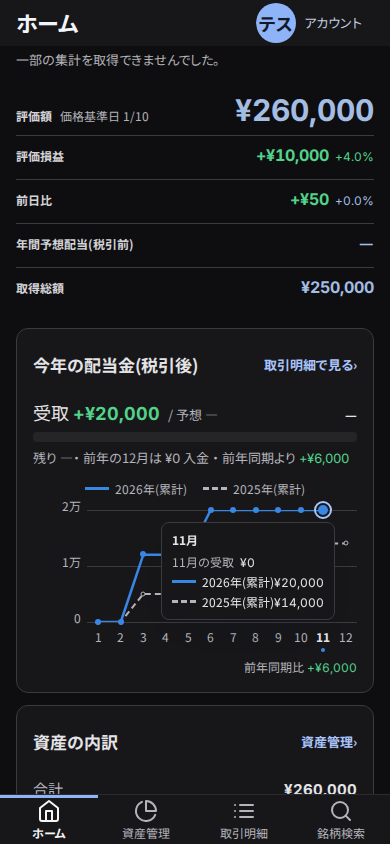 ホーム
テス アカウント
一部の集計を取得できませんでした。
評価額 価格基準日 1/10 ¥260,000
評価損益 +¥10,000 +4.0%
前日比 +¥50 +0.0%
年間予想配当(税引前) —
取得総額 ¥250,000
今年の配当金(税引後) 取引明細で見る›
受取 +¥20,000 / 予想 — —
残り —・前年の12月は ¥0 入金・前年同期より +¥6,000
2026年(累計) 2025年(累計)
2万
1万
0
11月
11月の受取 ¥0
2026年(累計)¥20,000
2025年(累計)¥14,000
1 2 3 4 5 6 7 8 9 10 11 12
前年同期比 +¥6,000
資産の内訳 資産管理›
合計 ¥260,000
ホーム 資産管理 取引明細 銘柄検索